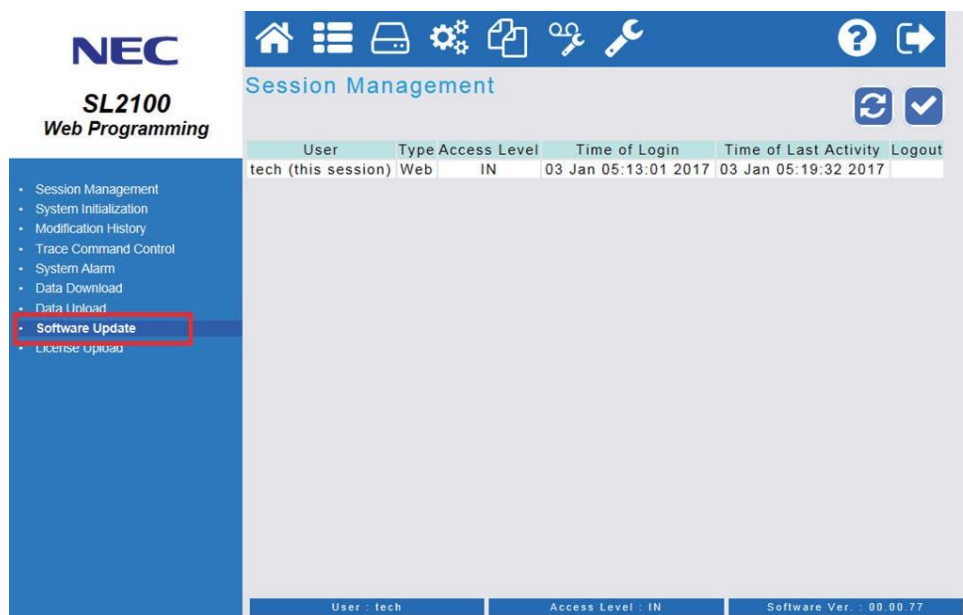 NEC
SL2100
Web Programming
Session Management
User Type Access Level Time of Login Time of Last Activity Logout
tech (this session) Web IN 03 Jan 05:13:01 2017 03 Jan 05:19:32 2017
• Session Management
• System Initialization
• Modification History
• Trace Command Control
• System Alarm
• Data Download
• Data Upload
• Software Update
• License Upload
User : tech Access Level : IN Software Ver. : 00.00.77